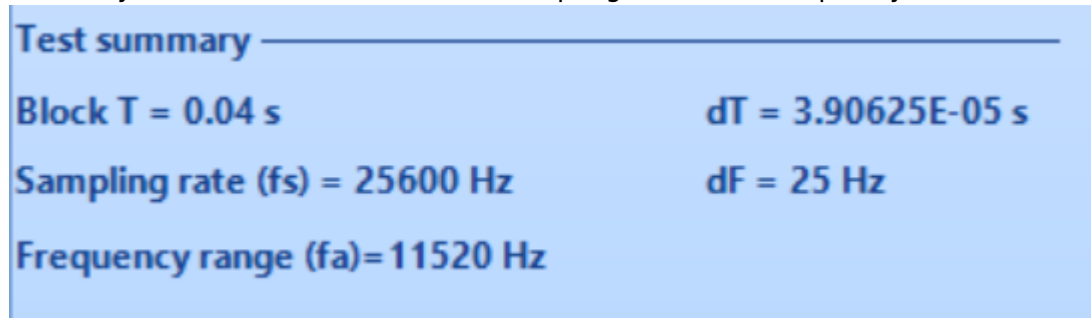 Test summary
Block T = 0.04 s dT = 3.90625E-05 s
Sampling rate (fs) = 25600 Hz dF = 25 Hz
Frequency range (fa)=11520 Hz